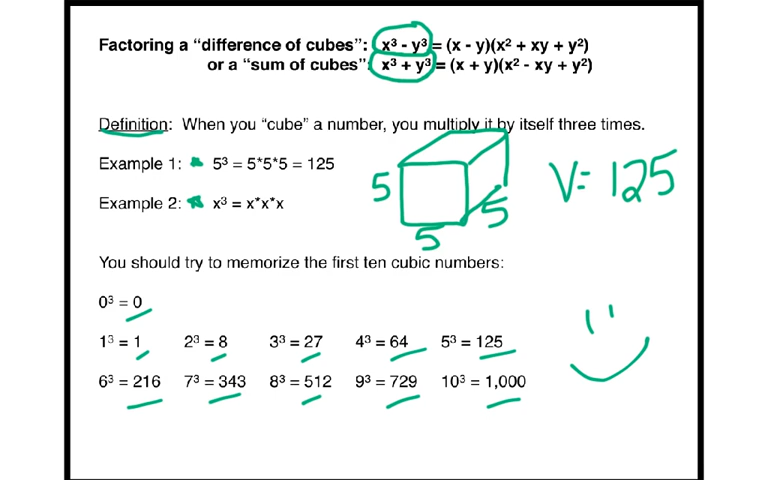 Factoring a “difference of cubes”: x³ - y³ = (x - y)(x² + xy + y²)
or a “sum of cubes”: x³ + y³ = (x + y)(x² - xy + y²)
Definition: When you “cube” a number, you multiply it by itself three times.
Example 1: 5³ = 5*5*5 = 125
5 5 5 V= 125
Example 2: x³ = x*x*x
You should try to memorize the first ten cubic numbers:
0³ = 0
1³ = 1 2³ = 8 3³ = 27 4³ = 64 5³ = 125
6³ = 216 7³ = 343 8³ = 512 9³ = 729 10³ = 1,000